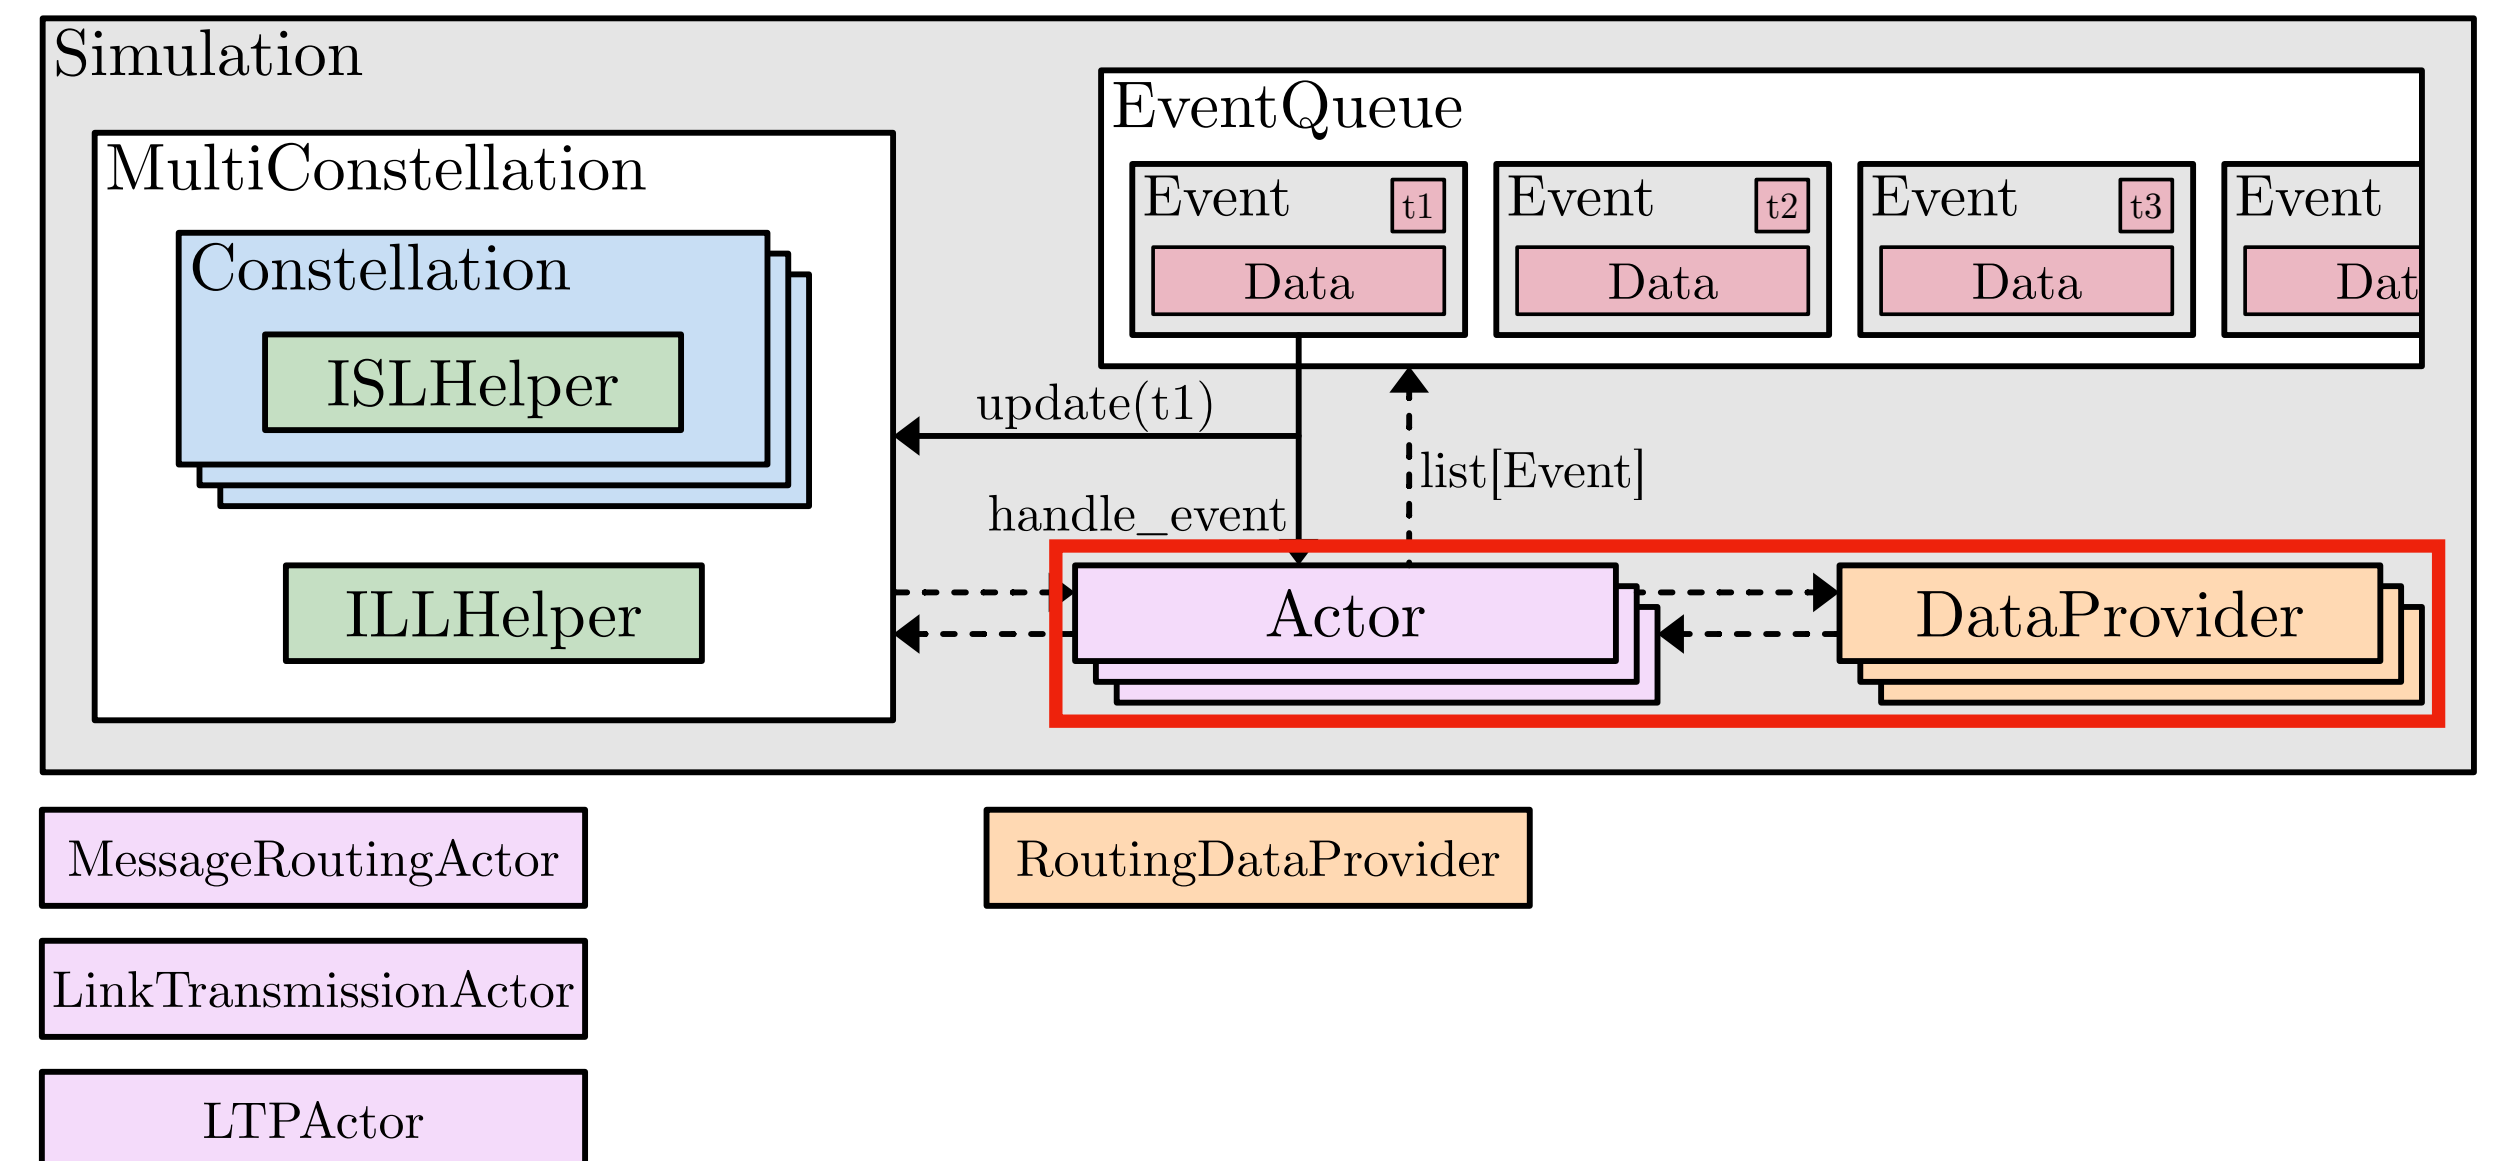 Simulation
MultiConstellation
Constellation
ISLHelper
ILLHelper
EventQueue
Event
t1
Data
Event
t2
Data
Event
t3
Data
Event
Data
update(t1)
list[Event]
handle_event
Actor
DataProvider
MessageRoutingActor
RoutingDataProvider
LinkTransmissionActor
LTPActor